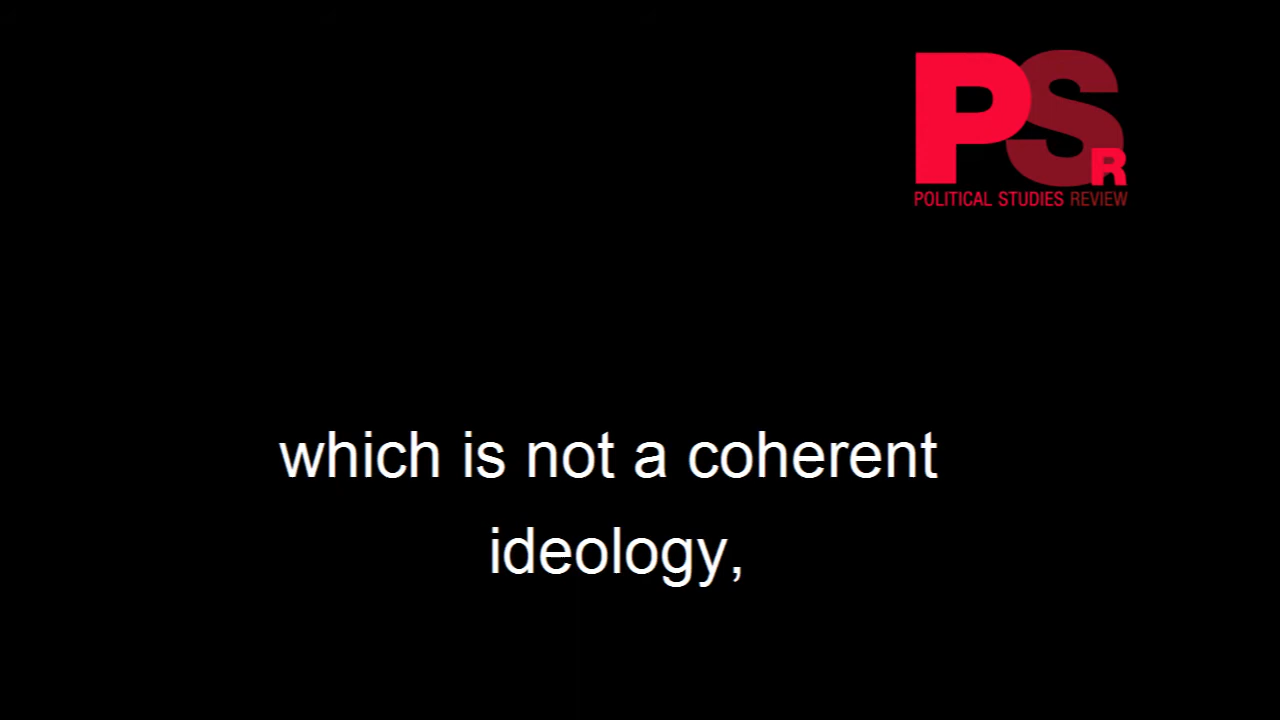 PSR
POLITICAL STUDIES REVIEW
which is not a coherent
ideology,